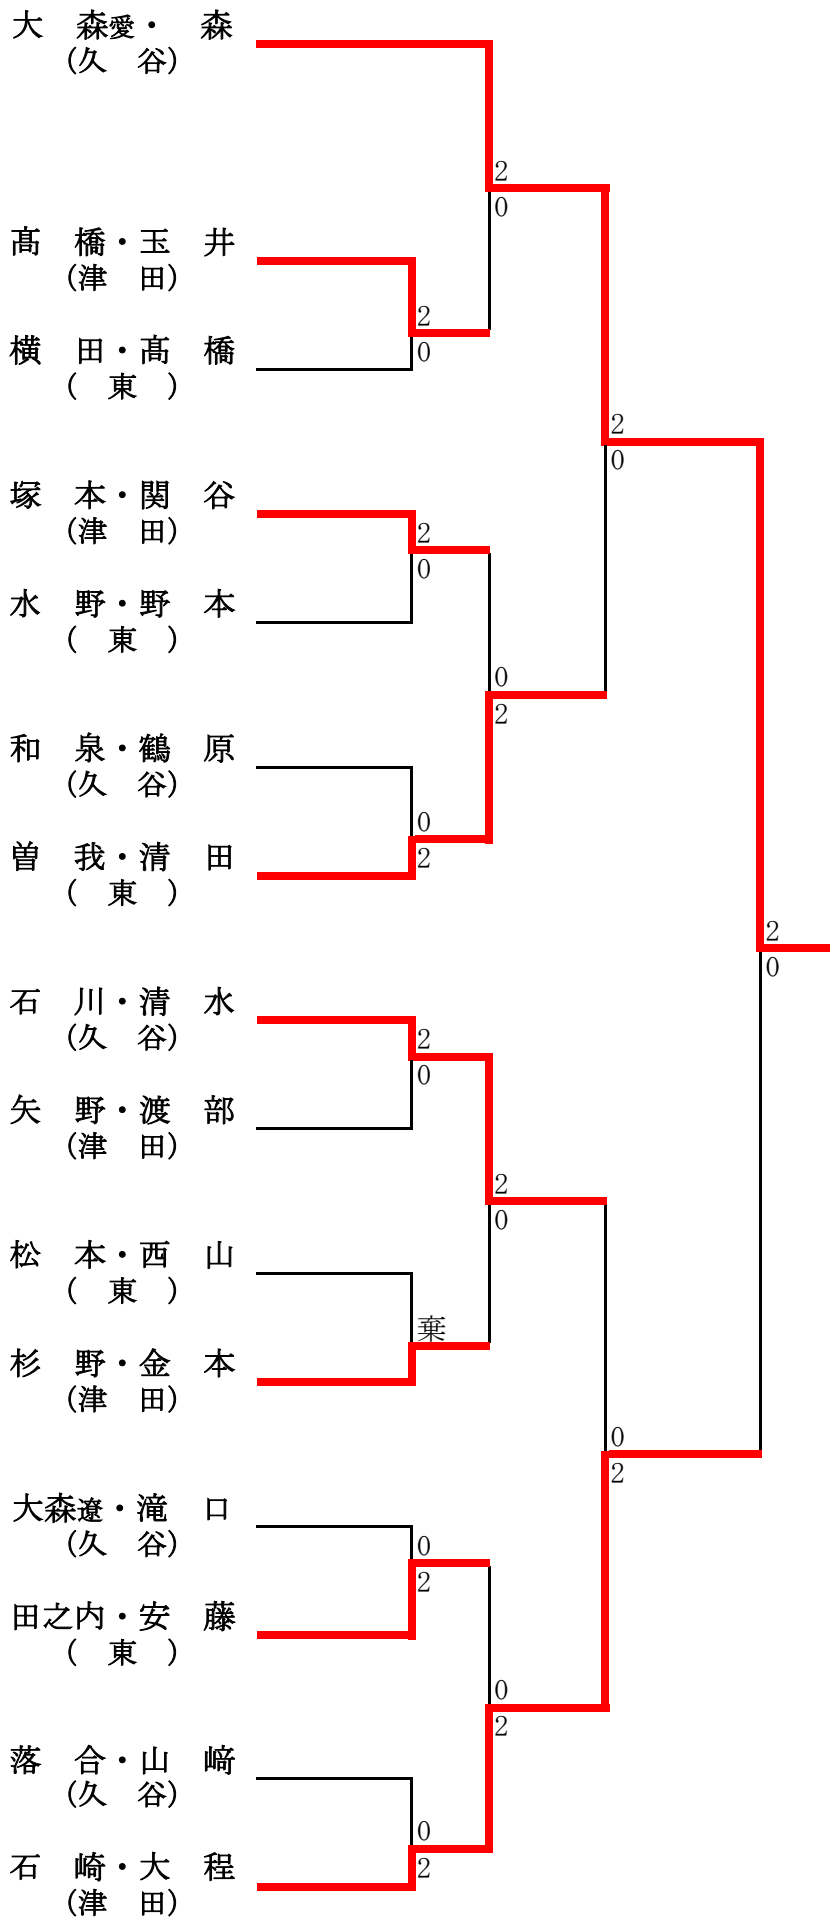 大　森愛・　森
(久　谷)
2
0
髙　橋・玉　井
(津　田)
2
横　田・髙　橋
0
(　東　)
2
0
塚　本・関　谷
(津　田)
2
0
水　野・野　本
(　東　)
0
2
和　泉・鶴　原
(久　谷)
0
曽　我・清　田
2
(　東　)
2
0
石　川・清　水
(久　谷)
2
0
矢　野・渡　部
(津　田)
2
0
松　本・西　山
(　東　)
棄
杉　野・金　本
(津　田)
0
2
大森遼・滝　口
(久　谷)
0
2
田之内・安　藤
(　東　)
0
2
落　合・山　﨑
(久　谷)
0
石　崎・大　程
2
(津　田)